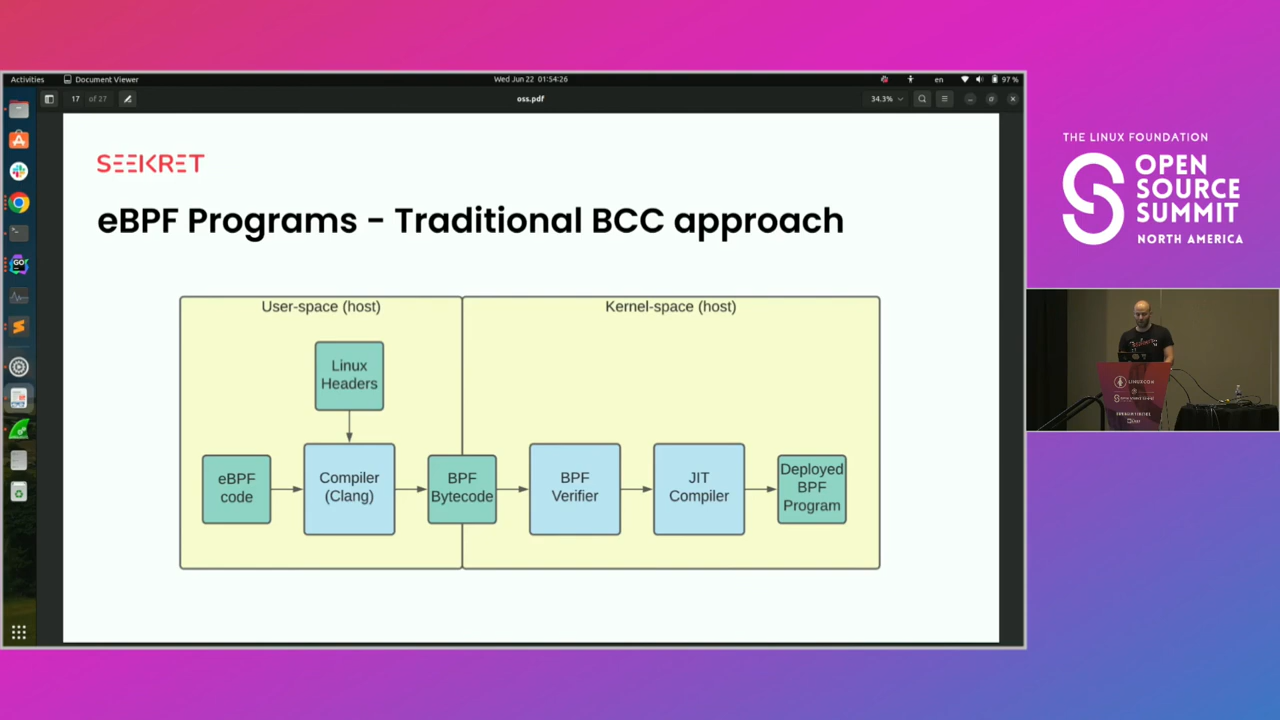 Activities
Document Viewer
Wed Jun 22 01:54:26
en
97 %
17 of 27
oss.pdf
34.3%
SEEKRET
eBPF Programs - Traditional BCC approach
User-space (host)
Kernel-space (host)
Linux
Headers
eBPF
code
Compiler
(Clang)
BPF
Bytecode
BPF
Verifier
JIT
Compiler
Deployed
BPF
Program
THE LINUX FOUNDATION
OPEN
SOURCE
SUMMIT
NORTH AMERICA
LINUXCON